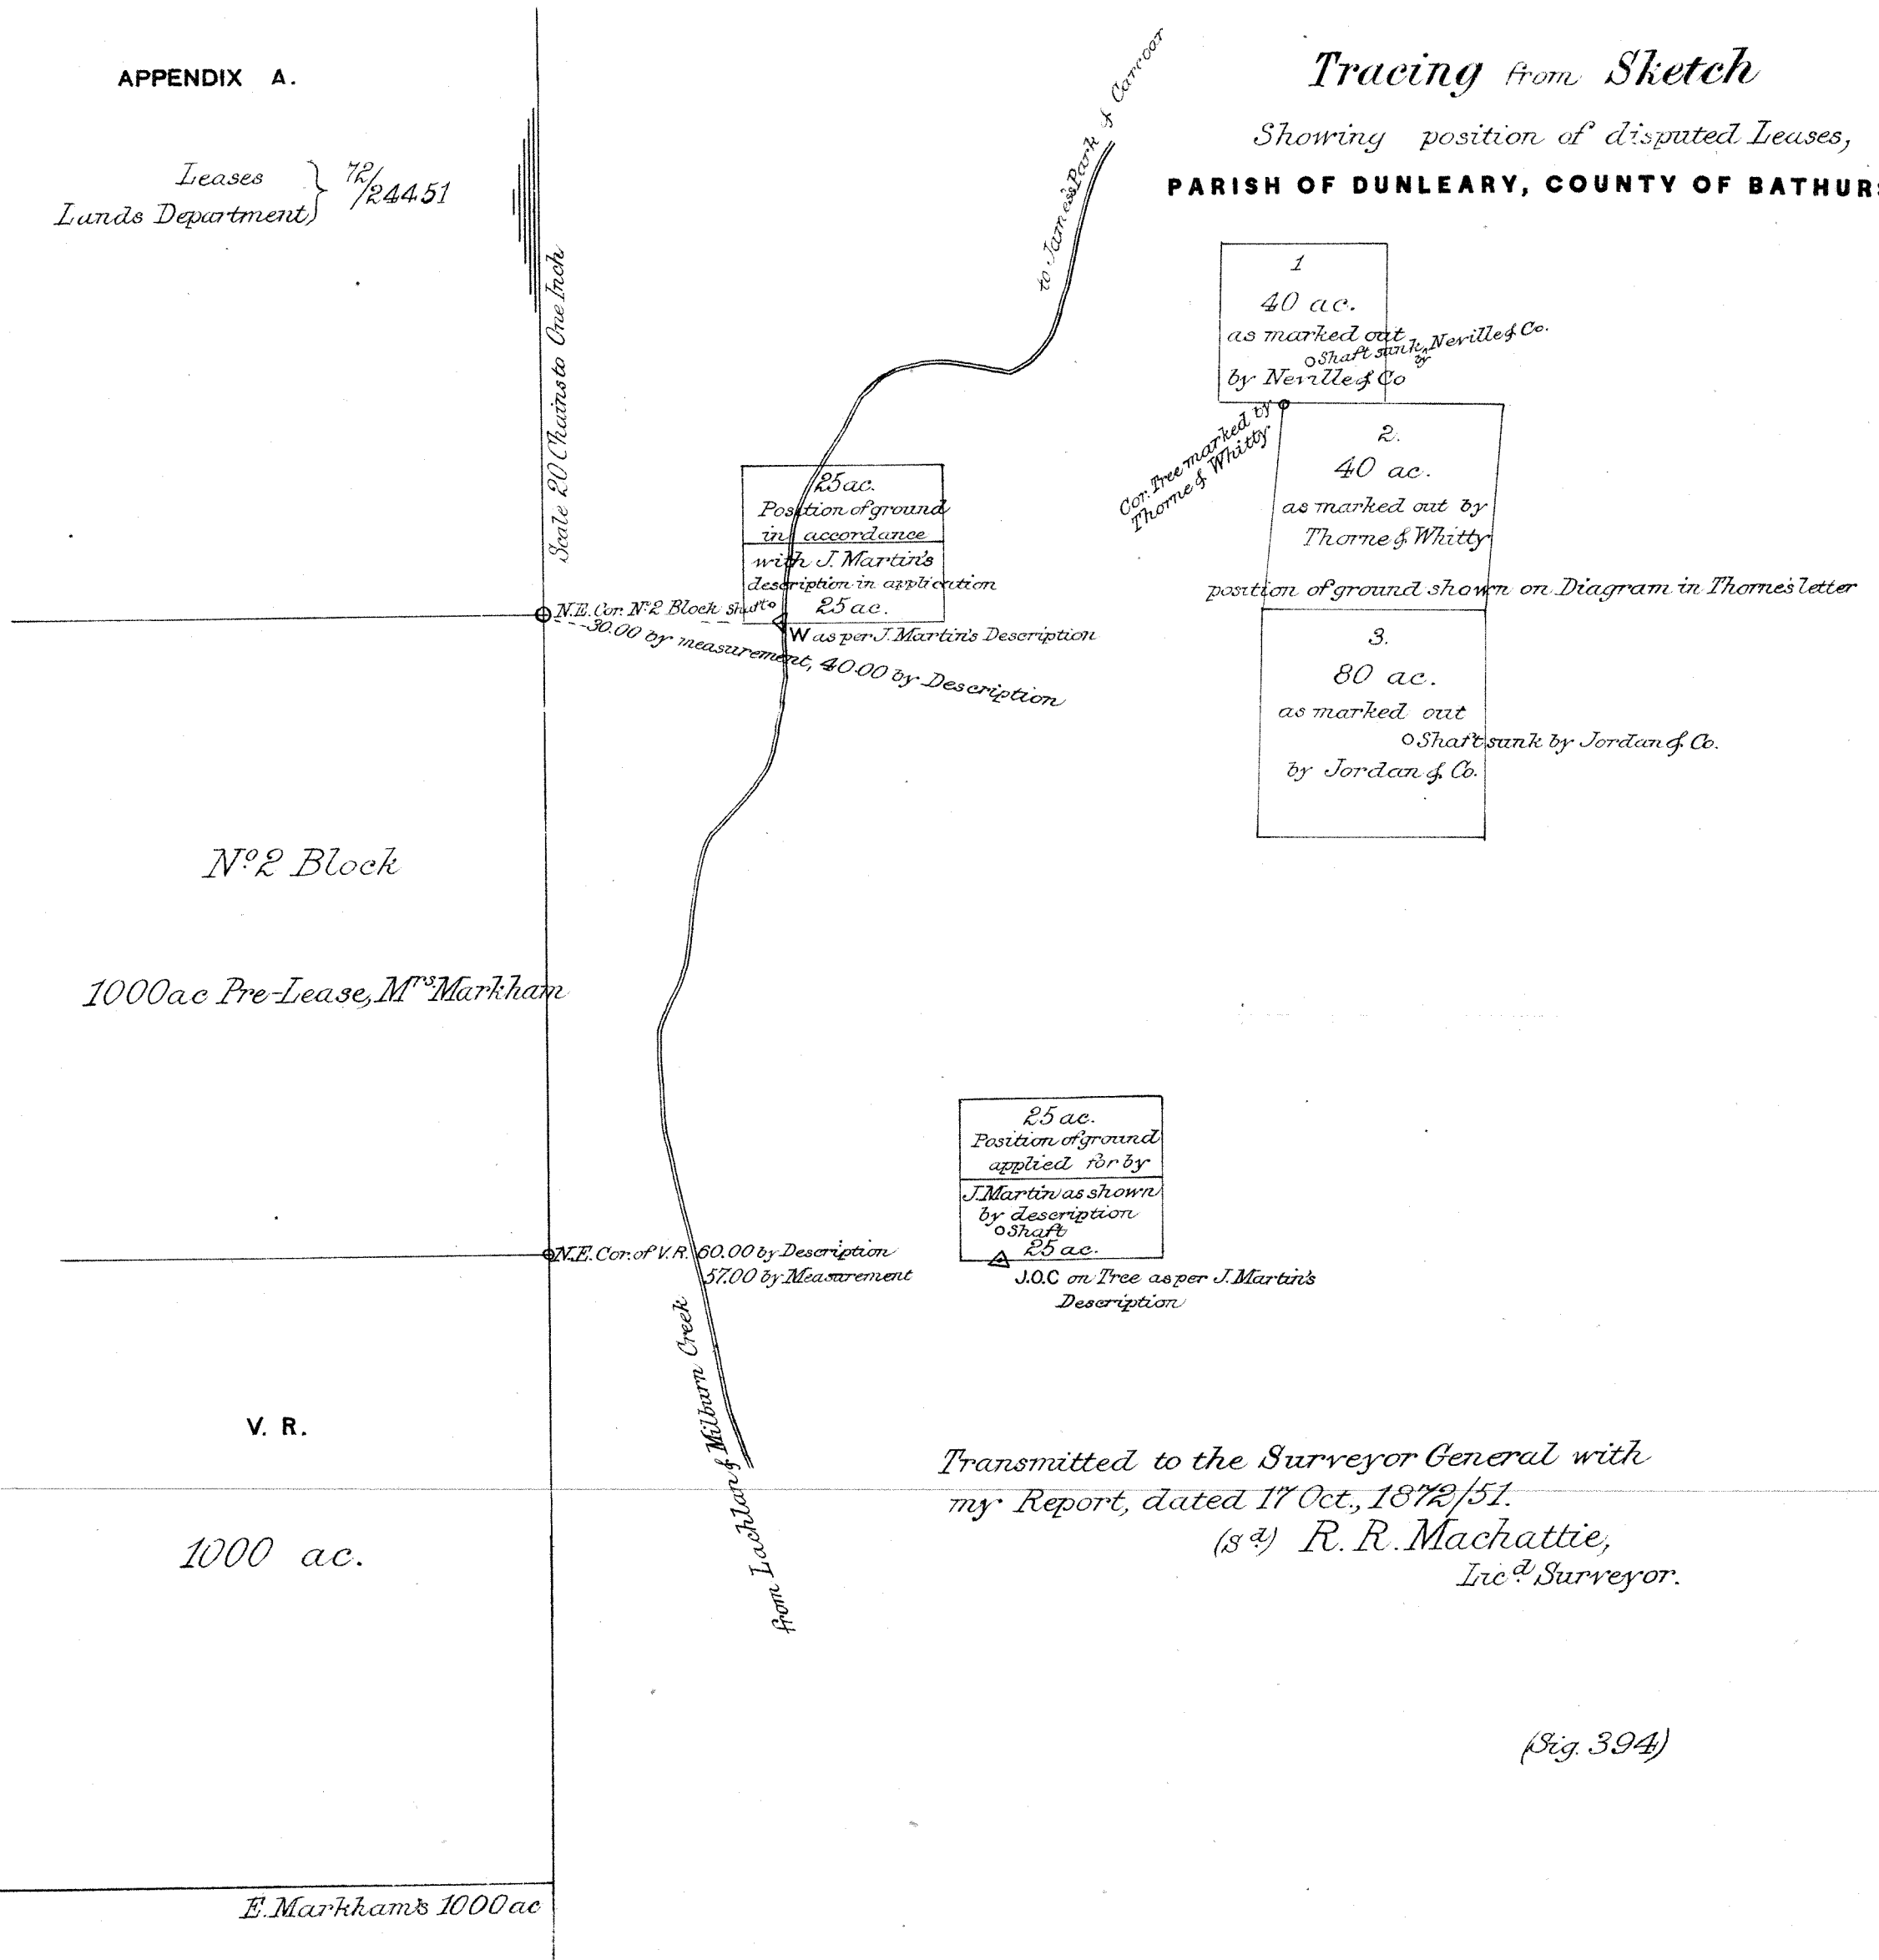 APPENDIX A.
Leases
Lands Department } 72/24451
Tracing from Sketch
Showing position of disputed Leases,
PARISH OF DUNLEARY, COUNTY OF BATHURS
Scale 20 Chains to One Inch
to James Park & Carcoar
1
40 ac.
as marked out
o Shaft sunk by Neville & Co.
by Neville & Co
Cor. Tree marked by
Thorne & Whitty
2.
40 ac.
as marked out by
Thorne & Whitty
position of ground shown on Diagram in Thorne's letter
3.
80 ac.
as marked out
o Shaft sunk by Jordan & Co.
by Jordan & Co.
25 ac.
Position of ground
in accordance
with J. Martin's
description in application
25 ac.
N.E. Cor. No. 2 Block shaft o
W as per J. Martin's Description
30.00 by measurement, 40.00 by Description
No. 2 Block
1000 ac Pre-Lease, Mrs. Markham
25 ac.
Position of ground
applied for by
J. Martin as shown
by description
o Shaft
25 ac.
N.E. Cor. of V.R. 60.00 by Description
57.00 by Measurement
J.O.C on Tree as per J. Martin's
Description
from Lachlan & Milburn Creek
V. R.
1000 ac.
Transmitted to the Surveyor General with
my Report, dated 17 Oct., 1872/51.
(Sd.) R. R. Machattie,
Licd. Surveyor.
(Sig. 394)
E. Markham's 1000 ac